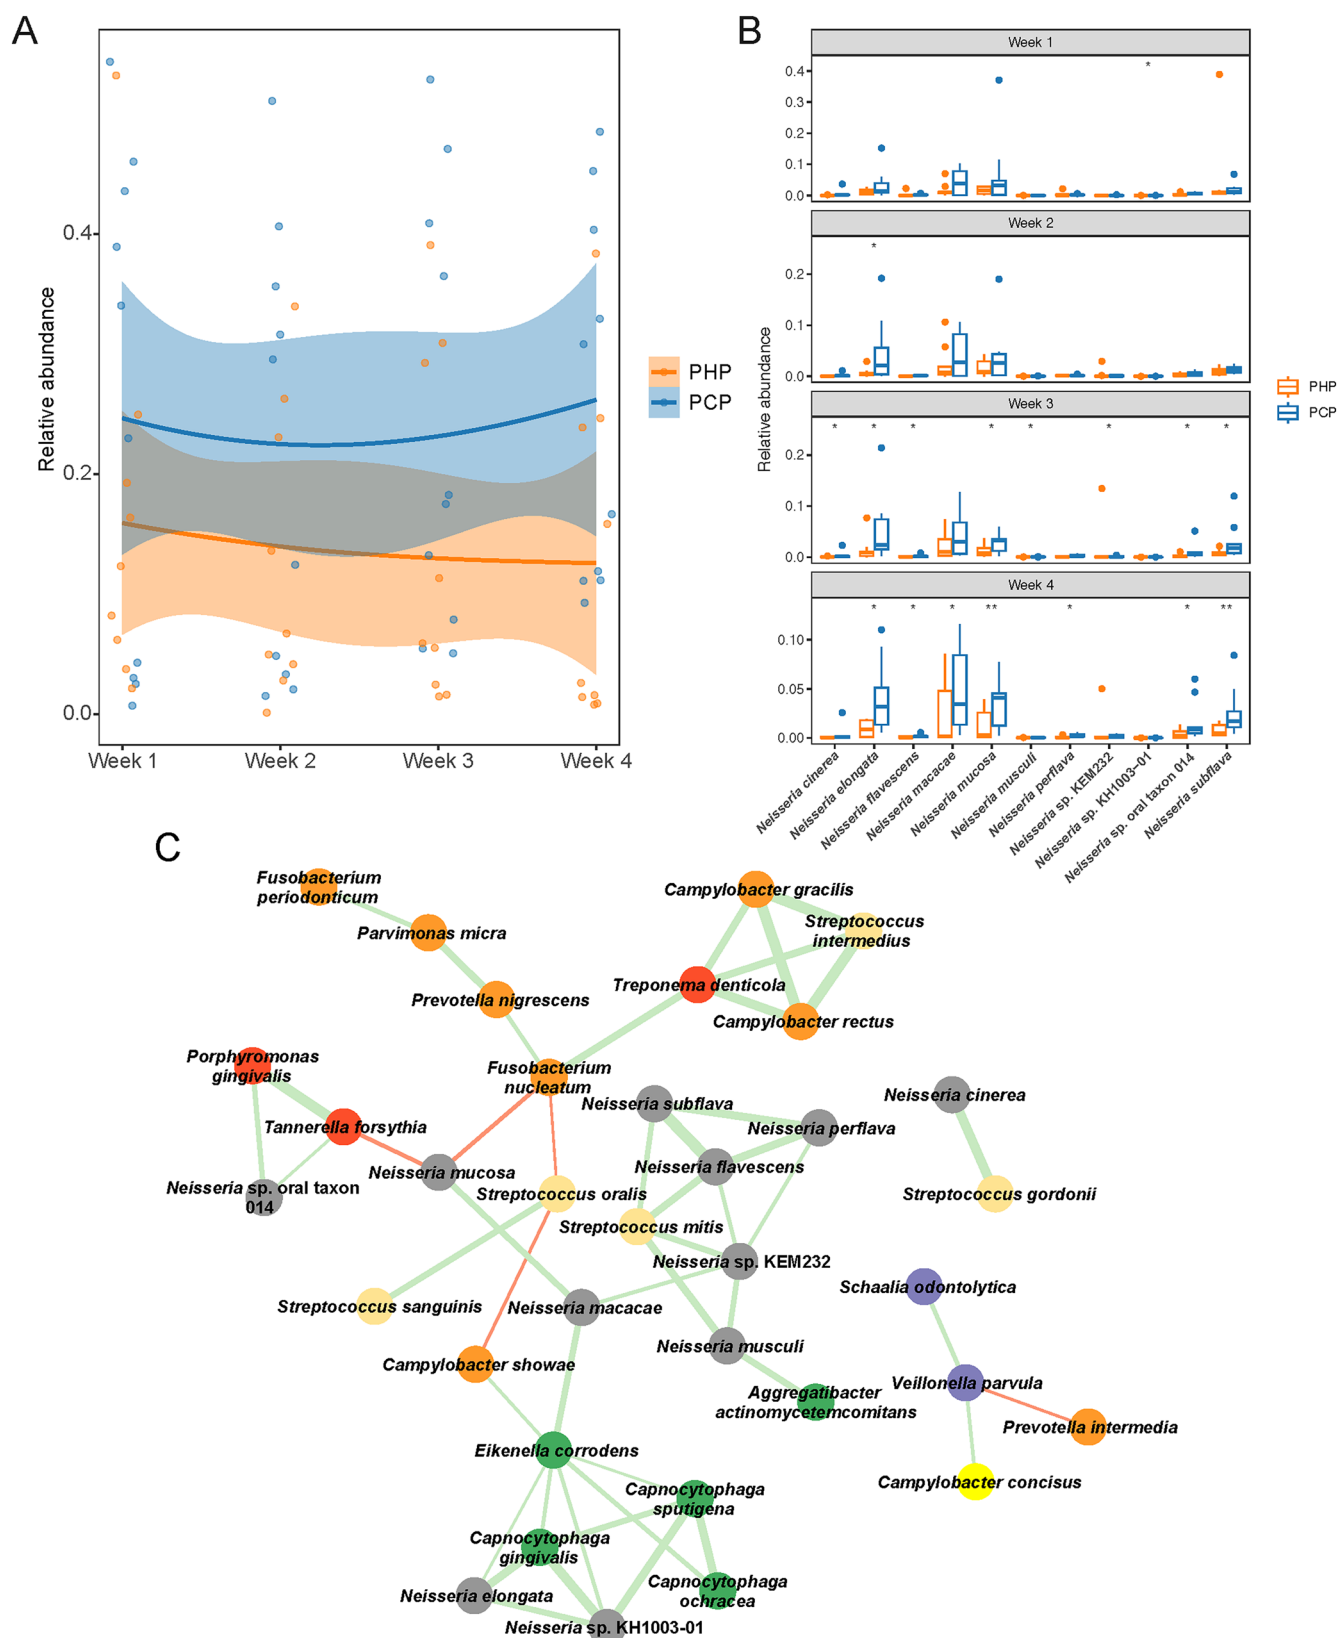 A
Relative abundance
0.4
0.2
0.0
Week 1
Week 2
Week 3
Week 4
PHP
PCP
B
Relative abundance
Week 1
*
0.4
0.3
0.2
0.1
0.0
Week 2
*
0.2
0.1
0.0
Week 3
* * * * * * * *
0.2
0.1
0.0
Week 4
* * * ** * * **
0.10
0.05
0.00
Neisseria cinerea
Neisseria elongata
Neisseria flavescens
Neisseria macacae
Neisseria mucosa
Neisseria musculi
Neisseria perflava
Neisseria sp. KEM232
Neisseria sp. KH1003−01
Neisseria sp. oral taxon 014
Neisseria subflava
PHP
PCP
C
Fusobacterium
periodonticum
Parvimonas micra
Prevotella nigrescens
Campylobacter gracilis
Streptococcus
intermedius
Treponema denticola
Campylobacter rectus
Porphyromonas
gingivalis
Fusobacterium
nucleatum
Tannerella forsythia
Neisseria subflava
Neisseria perflava
Neisseria cinerea
Neisseria mucosa
Neisseria flavescens
Neisseria sp. oral taxon
014
Streptococcus oralis
Streptococcus gordonii
Streptococcus mitis
Neisseria sp. KEM232
Schaalia odontolytica
Streptococcus sanguinis
Neisseria macacae
Neisseria musculi
Campylobacter showae
Aggregatibacter
actinomycetemcomitans
Veillonella parvula
Prevotella intermedia
Eikenella corrodens
Campylobacter concisus
Capnocytophaga
sputigena
Capnocytophaga
gingivalis
Capnocytophaga
ochracea
Neisseria elongata
Neisseria sp. KH1003-01